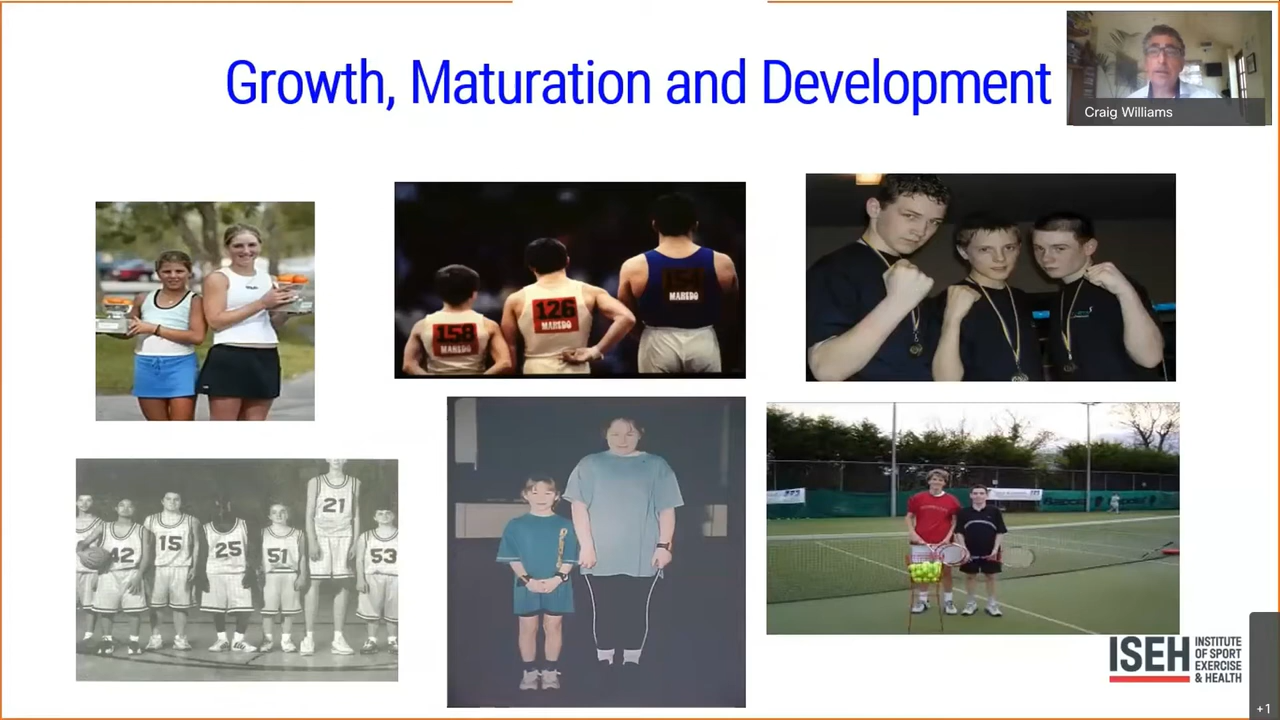 Growth, Maturation and Development
Craig Williams
158
MAREDO
126
MAREDO
MAREDO
42
15
25
51
21
53
ISEH
INSTITUTE
OF SPORT
EXERCISE
& HEALTH
+1